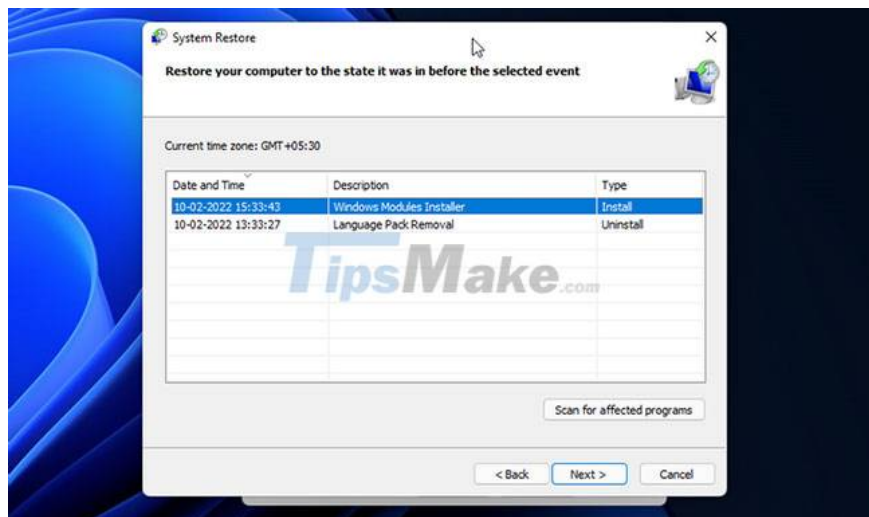 System Restore
Restore your computer to the state it was in before the selected event
Current time zone: GMT+05:30
Date and Time Description Type
10-02-2022 15:33:43 Windows Modules Installer Install
10-02-2022 13:33:27 Language Pack Removal Uninstall
TipsMake.com
Scan for affected programs
< Back Next > Cancel